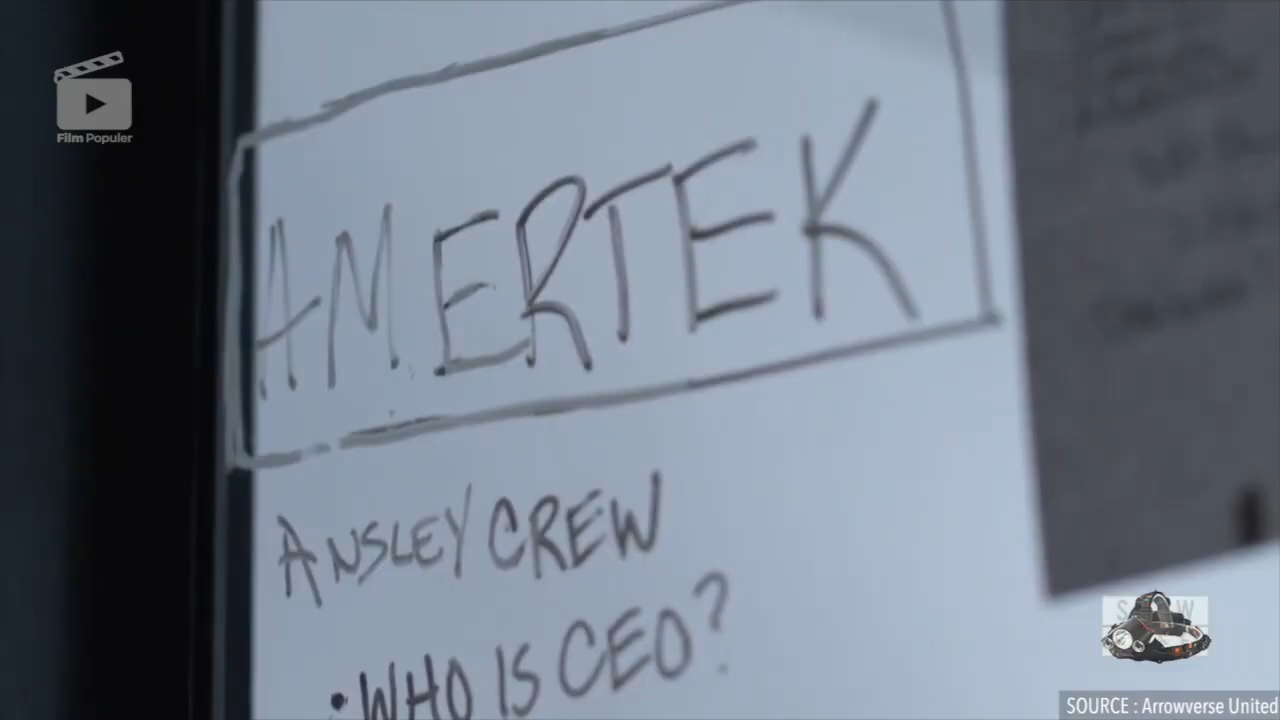 Film Populer
AMERTEK
ANSLEY CREW
• WHO IS CEO?
SOURCE : Arrowverse United